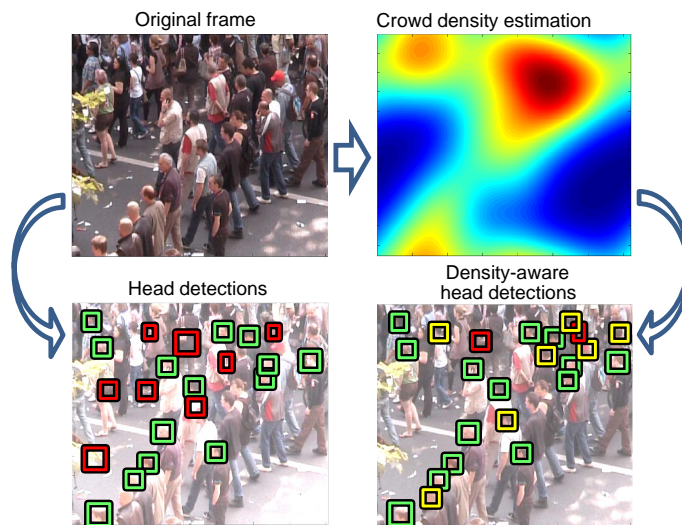 Original frame
Crowd density estimation
Head detections
Density-aware
head detections